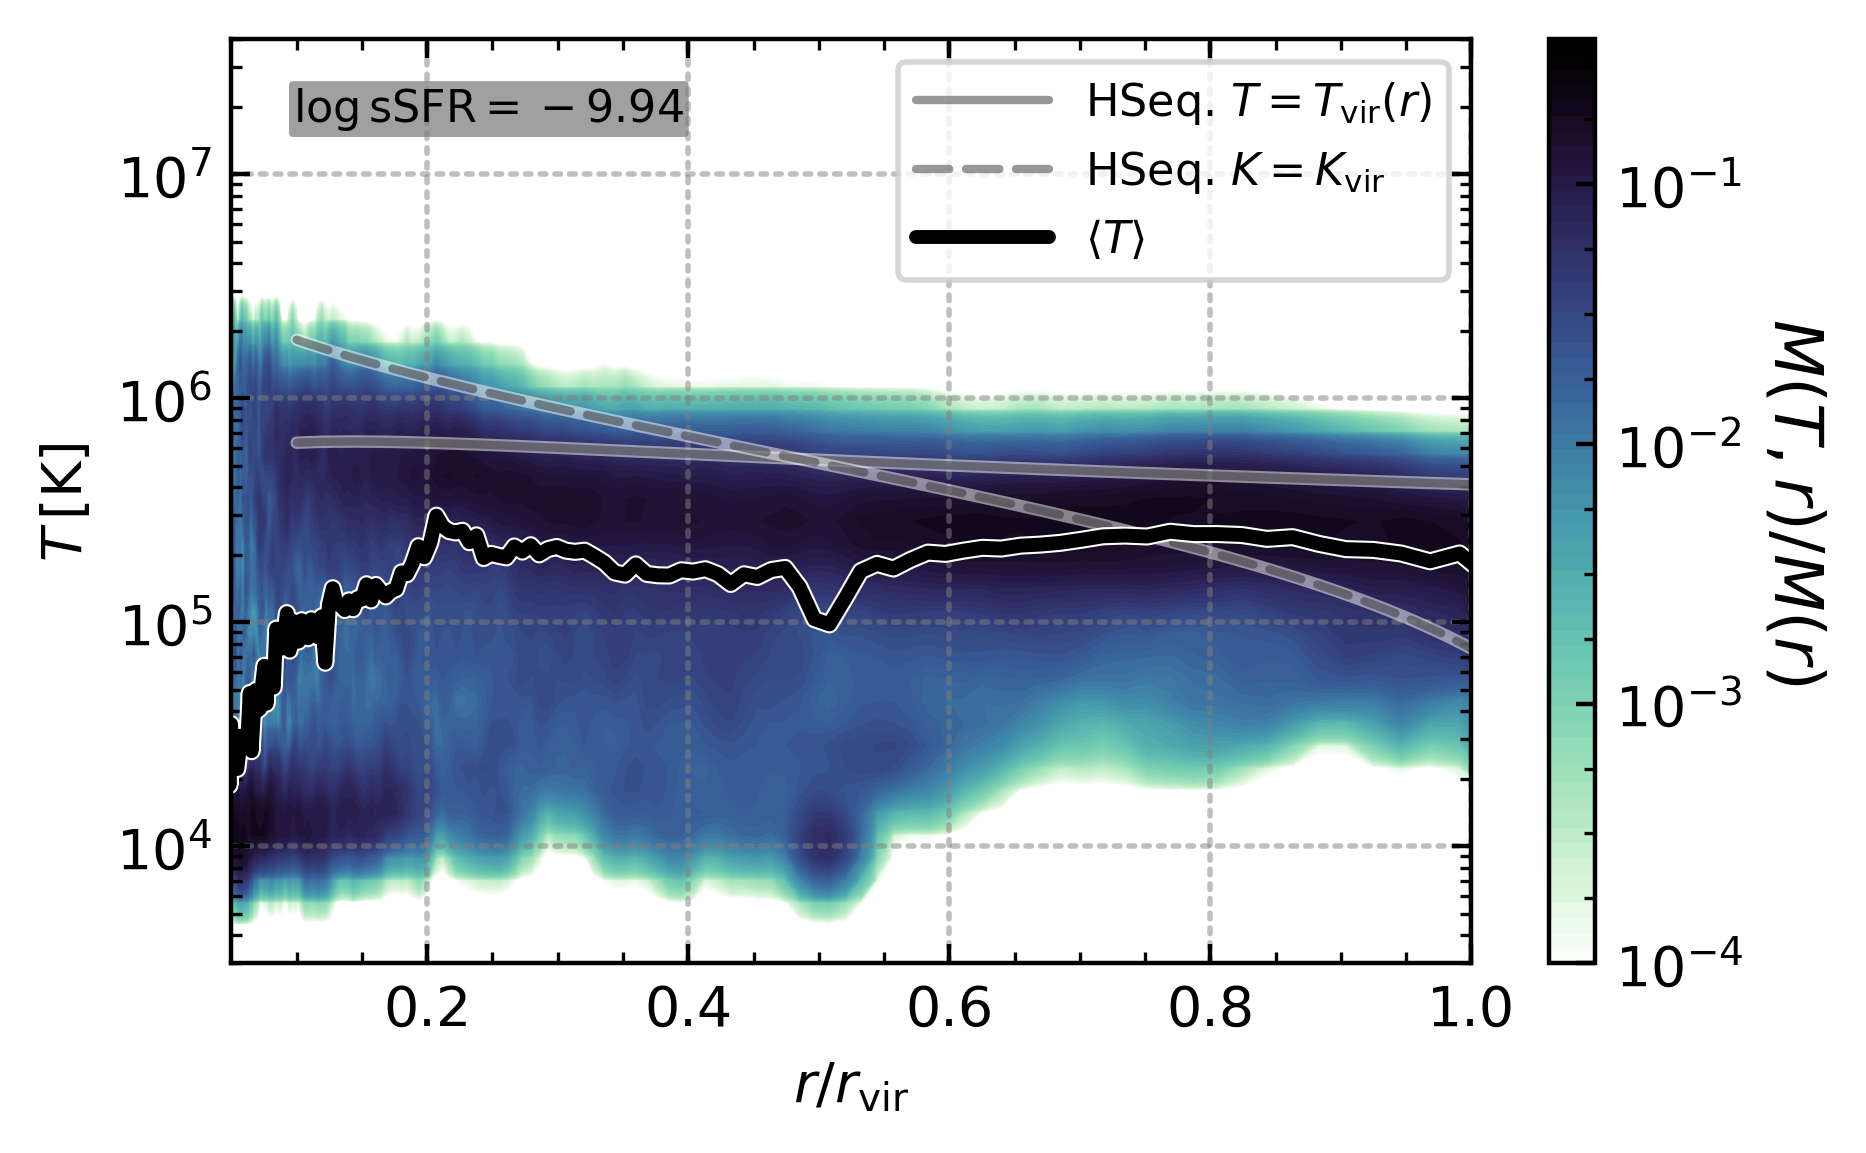 log sSFR = −9.94
HSeq. T = T_vir(r)
HSeq. K = K_vir
⟨T⟩
10^7
10^6
10^5
10^4
T [K]
0.2 0.4 0.6 0.8 1.0
r/r_vir
10^−1
10^−2
10^−3
10^−4
M(T, r)/M(r)